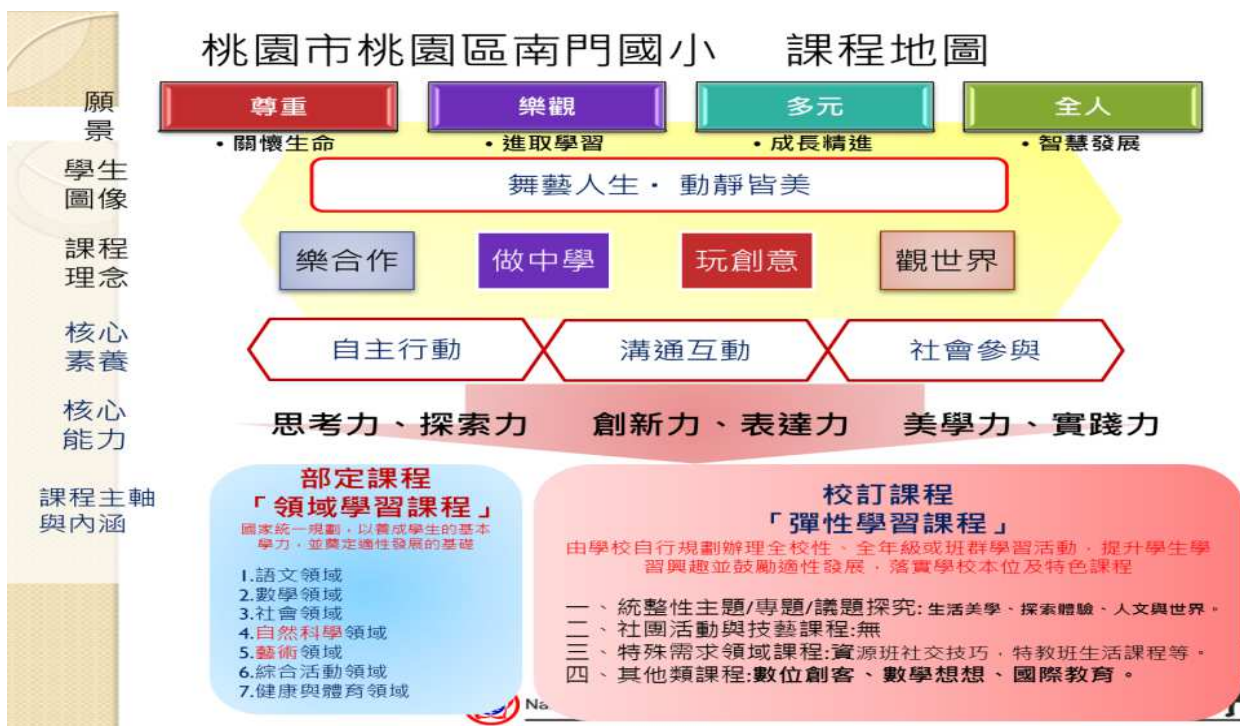 桃園市桃園區南門國小 課程地圖
願景
尊重
樂觀
多元
全人
•關懷生命
•進取學習
•成長精進
•智慧發展
學生圖像
舞藝人生· 動靜皆美
課程理念
樂合作
做中學
玩創意
觀世界
核心素養
自主行動
溝通互動
社會參與
核心能力
思考力、探索力
創新力、表達力
美學力、實踐力
課程主軸與內涵
部定課程
「領域學習課程」
國家統一規劃，以養成學生的基本
學力，並奠定適性發展的基礎
1.語文領域
2.數學領域
3.社會領域
4.自然科學領域
5.藝術領域
6.綜合活動領域
7.健康與體育領域
校訂課程
「彈性學習課程」
由學校自行規劃辦理全校性、全年級或班群學習活動，提升學生學
習興趣並鼓勵適性發展，落實學校本位及特色課程
一、統整性主題/專題/議題探究:生活美學、探索體驗、人文與世界。
二、社團活動與技藝課程:無
三、特殊需求領域課程:資源班社交技巧，特教班生活課程等。
四、其他類課程:數位創客、數學想想、國際教育。